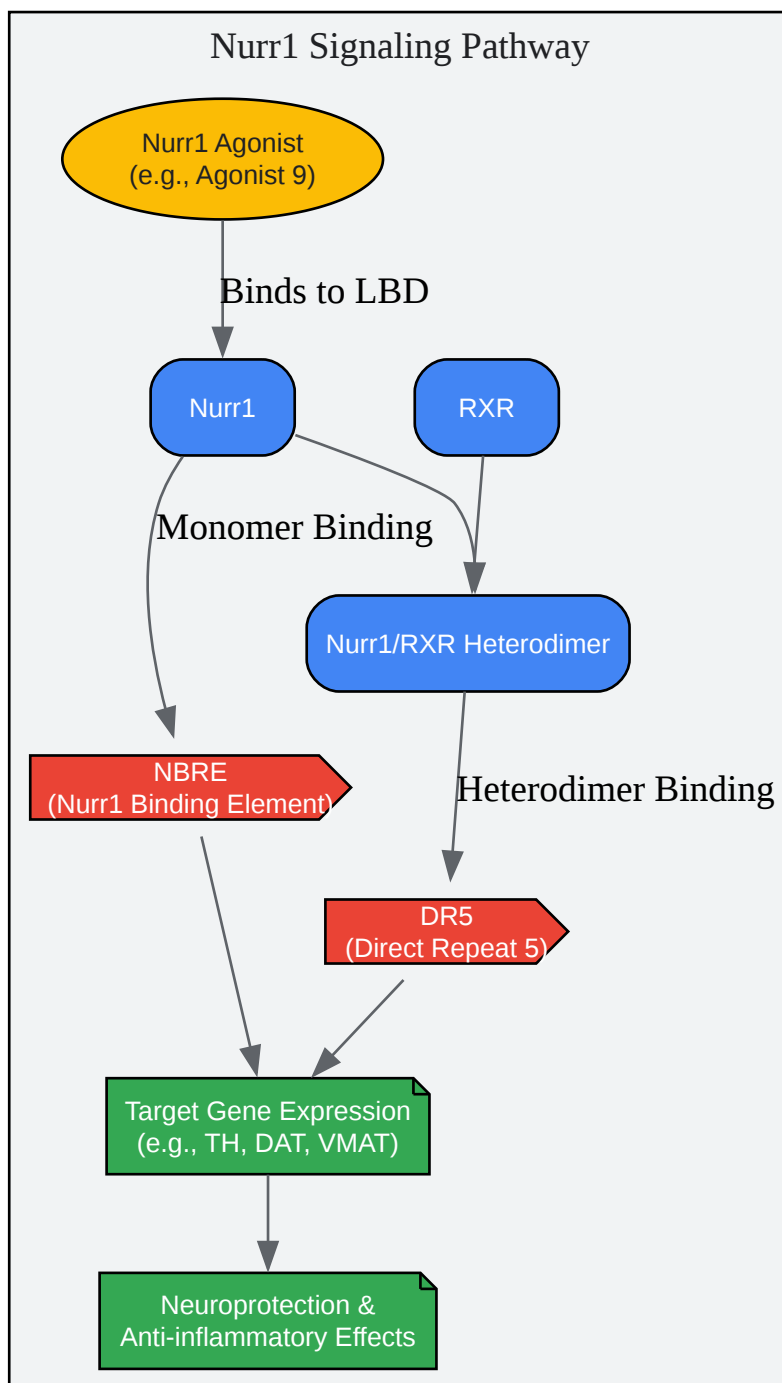 Nurr1 Signaling Pathway
Nurr1 Agonist
(e.g., Agonist 9)
Binds to LBD
Nurr1
RXR
Monomer Binding
Nurr1/RXR Heterodimer
NBRE
(Nurr1 Binding Element)
Heterodimer Binding
DR5
(Direct Repeat 5)
Target Gene Expression
(e.g., TH, DAT, VMAT)
Neuroprotection &
Anti-inflammatory Effects